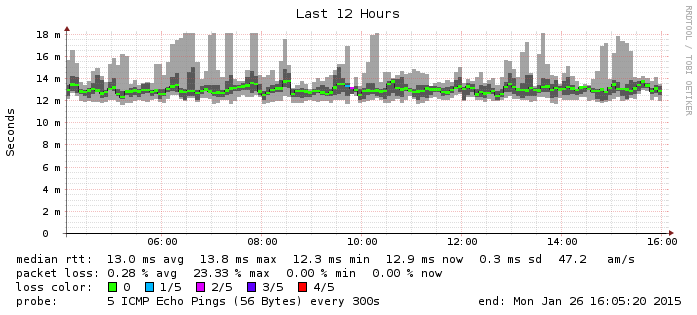 Last 12 Hours
RRDTOOL / TOBI OETIKER
Seconds
18 m
16 m
14 m
12 m
10 m
8 m
6 m
4 m
2 m
0
06:00 08:00 10:00 12:00 14:00 16:00
median rtt: 13.0 ms avg 13.8 ms max 12.3 ms min 12.9 ms now 0.3 ms sd 47.2 am/s
packet loss: 0.28 % avg 23.33 % max 0.00 % min 0.00 % now
loss color: 0 1/5 2/5 3/5 4/5
probe: 5 ICMP Echo Pings (56 Bytes) every 300s end: Mon Jan 26 16:05:20 2015